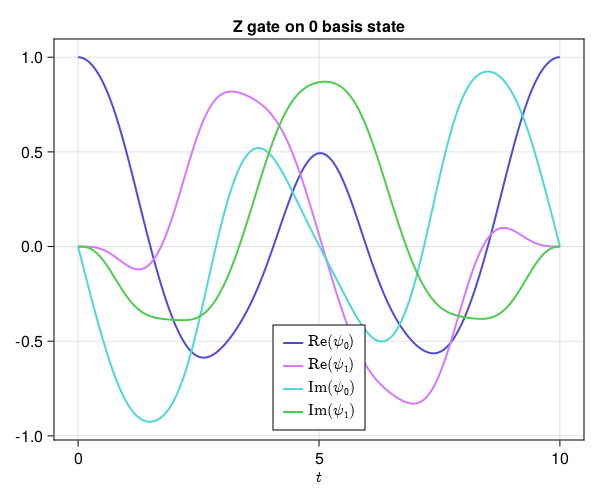 Z gate on 0 basis state
1.0
0.5
0.0
-0.5
-1.0
Re(ψ₀)
Re(ψ₁)
Im(ψ₀)
Im(ψ₁)
0 5 10
t